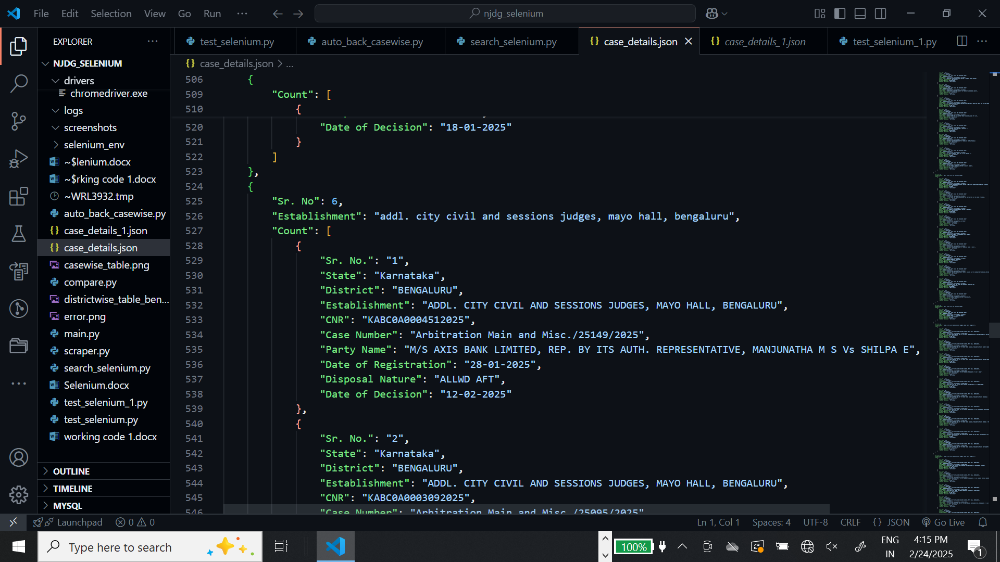 File Edit Selection View Go Run ···
njdg_selenium
EXPLORER ···
test_selenium.py
auto_back_casewise.py
search_selenium.py
{} case_details.json
{} case_details_1.json
test_selenium_1.py
NJDG_SELENIUM
drivers
chromedriver.exe
logs
screenshots
selenium_env
~$lenium.docx
~$rking code 1.docx
~WRL3932.tmp
auto_back_casewise.py
{} case_details_1.json
{} case_details.json
casewise_table.png
compare.py
districtwise_table_ben...
error.png
main.py
scraper.py
search_selenium.py
Selenium.docx
test_selenium_1.py
test_selenium.py
working code 1.docx
OUTLINE
TIMELINE
MYSQL
{} case_details.json > ...
506 {
509 "Count": [
510 {
520 "Date of Decision": "18-01-2025"
521 }
522 ]
523 },
524 {
525 "Sr. No": 6,
526 "Establishment": "addl. city civil and sessions judges, mayo hall, bengaluru",
527 "Count": [
528 {
529 "Sr. No.": "1",
530 "State": "Karnataka",
531 "District": "BENGALURU",
532 "Establishment": "ADDL. CITY CIVIL AND SESSIONS JUDGES, MAYO HALL, BENGALURU",
533 "CNR": "KABC0A0004512025",
534 "Case Number": "Arbitration Main and Misc./25149/2025",
535 "Party Name": "M/S AXIS BANK LIMITED, REP. BY ITS AUTH. REPRESENTATIVE, MANJUNATHA M S Vs SHILPA E",
536 "Date of Registration": "28-01-2025",
537 "Disposal Nature": "ALLWD AFT",
538 "Date of Decision": "12-02-2025"
539 },
540 {
541 "Sr. No.": "2",
542 "State": "Karnataka",
543 "District": "BENGALURU",
544 "Establishment": "ADDL. CITY CIVIL AND SESSIONS JUDGES, MAYO HALL, BENGALURU",
545 "CNR": "KABC0A0003092025",
546 "Case Number": "Arbitration Main and Misc./25095/2025"
Launchpad 0 0
Ln 1, Col 1 Spaces: 4 UTF-8 CRLF {} JSON Go Live
Type here to search
100%
ENG
IN
4:15 PM
2/24/2025
1